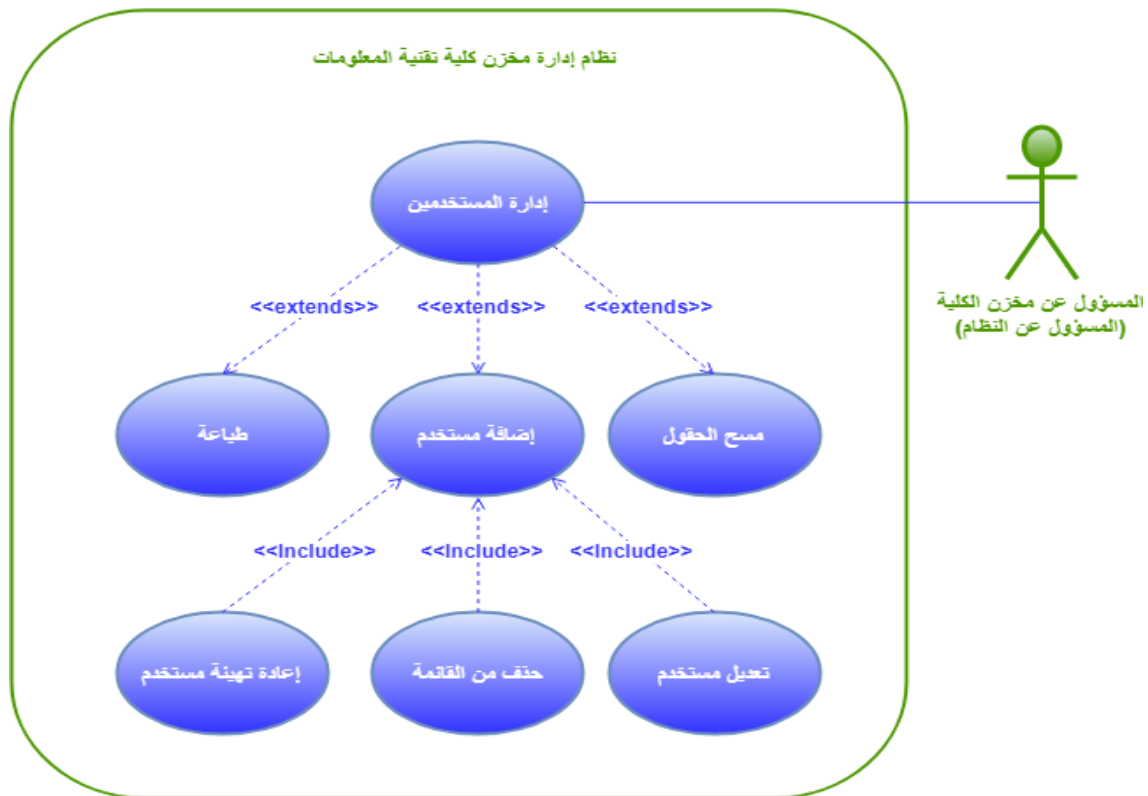 نظام إدارة مخزن كلية تقنية المعلومات
إدارة المستخدمين
المسؤول عن مخزن الكلية
(المسؤول عن النظام)
<<extends>>
<<extends>>
<<extends>>
مسح الحقول
إضافة مستخدم
طباعة
<<Include>>
<<Include>>
<<Include>>
تعديل مستخدم
حذف من القائمة
إعادة تهيئة مستخدم